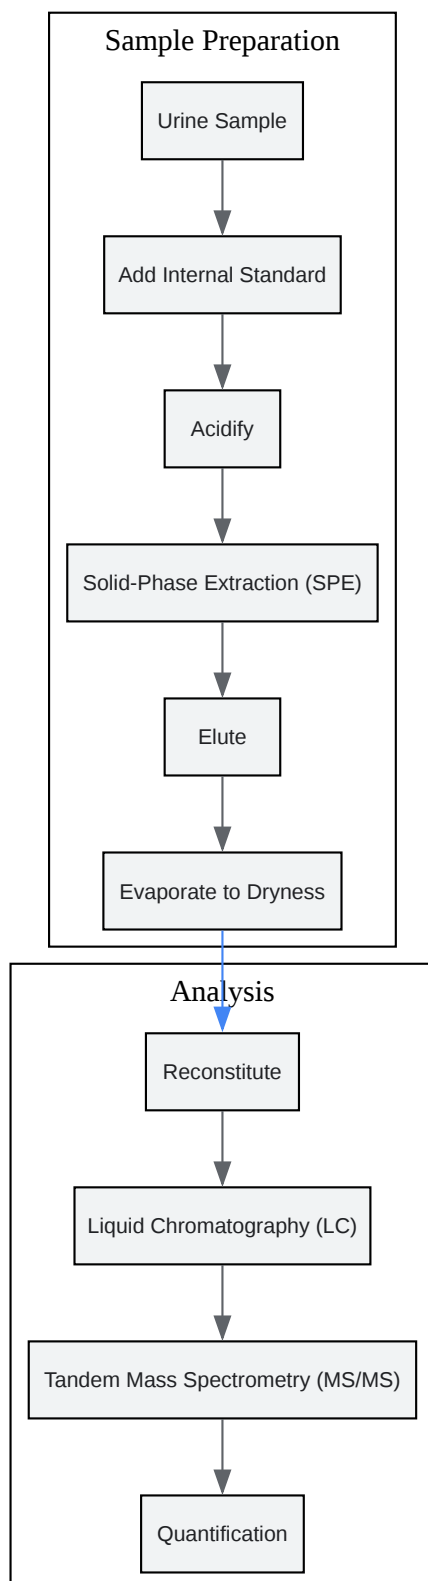 Sample Preparation
Urine Sample
Add Internal Standard
Acidify
Solid-Phase Extraction (SPE)
Elute
Evaporate to Dryness
Analysis
Reconstitute
Liquid Chromatography (LC)
Tandem Mass Spectrometry (MS/MS)
Quantification